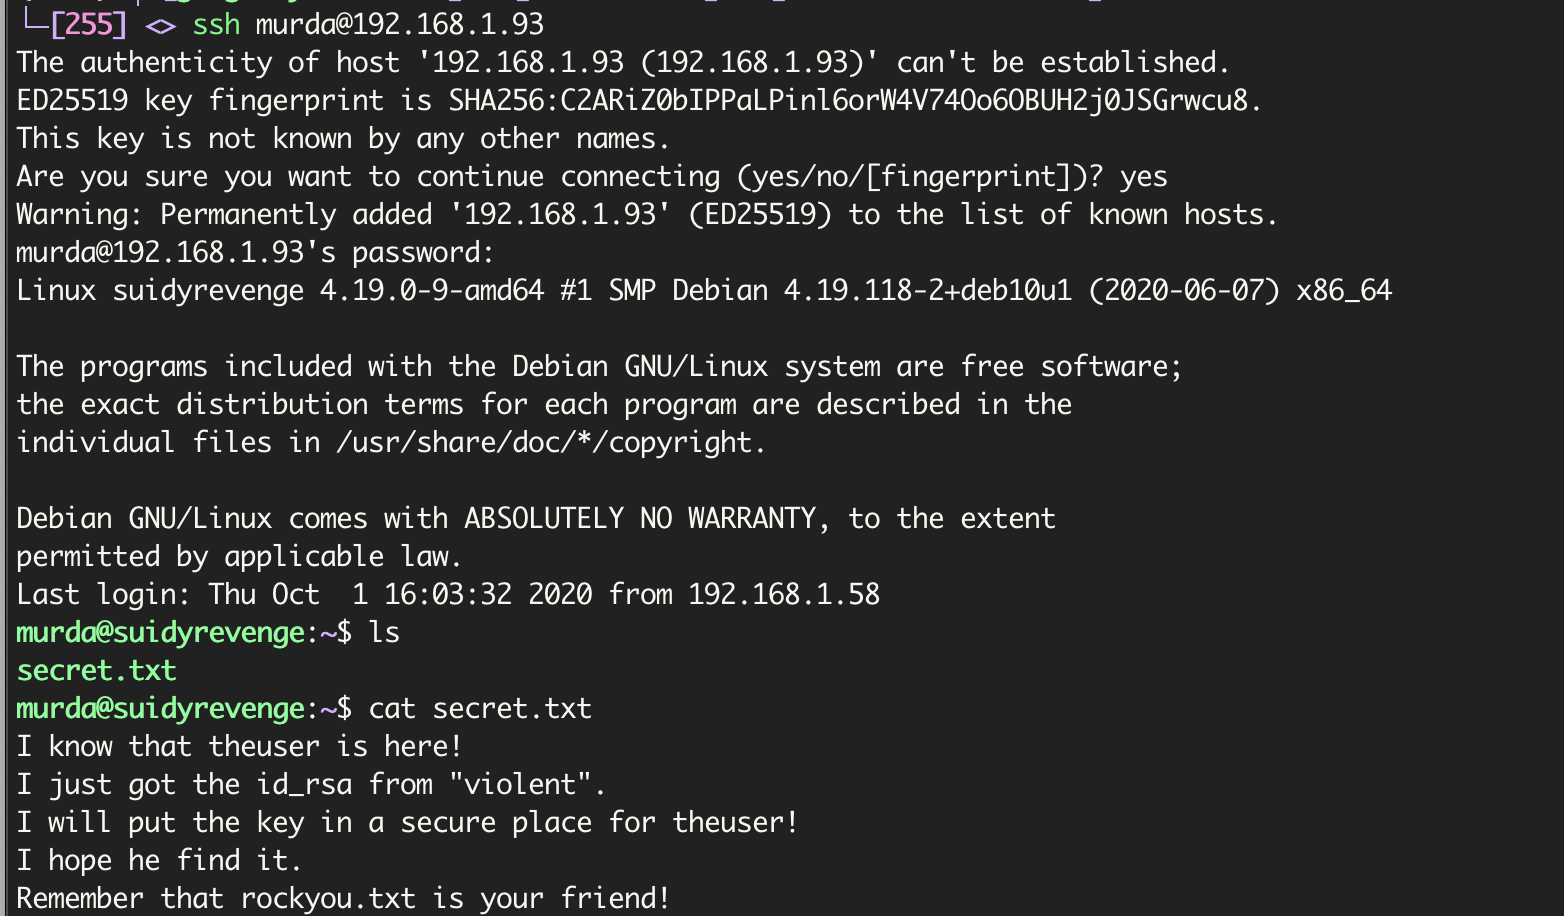 └─[255] <> ssh murda@192.168.1.93
The authenticity of host '192.168.1.93 (192.168.1.93)' can't be established.
ED25519 key fingerprint is SHA256:C2ARiZ0bIPPaLPinl6orW4V74Oo6OBUH2j0JSGrwcu8.
This key is not known by any other names.
Are you sure you want to continue connecting (yes/no/[fingerprint])? yes
Warning: Permanently added '192.168.1.93' (ED25519) to the list of known hosts.
murda@192.168.1.93's password:
Linux suidyrevenge 4.19.0-9-amd64 #1 SMP Debian 4.19.118-2+deb10u1 (2020-06-07) x86_64
The programs included with the Debian GNU/Linux system are free software;
the exact distribution terms for each program are described in the
individual files in /usr/share/doc/*/copyright.
Debian GNU/Linux comes with ABSOLUTELY NO WARRANTY, to the extent
permitted by applicable law.
Last login: Thu Oct  1 16:03:32 2020 from 192.168.1.58
murda@suidyrevenge:~$ ls
secret.txt
murda@suidyrevenge:~$ cat secret.txt
I know that theuser is here!
I just got the id_rsa from "violent".
I will put the key in a secure place for theuser!
I hope he find it.
Remember that rockyou.txt is your friend!